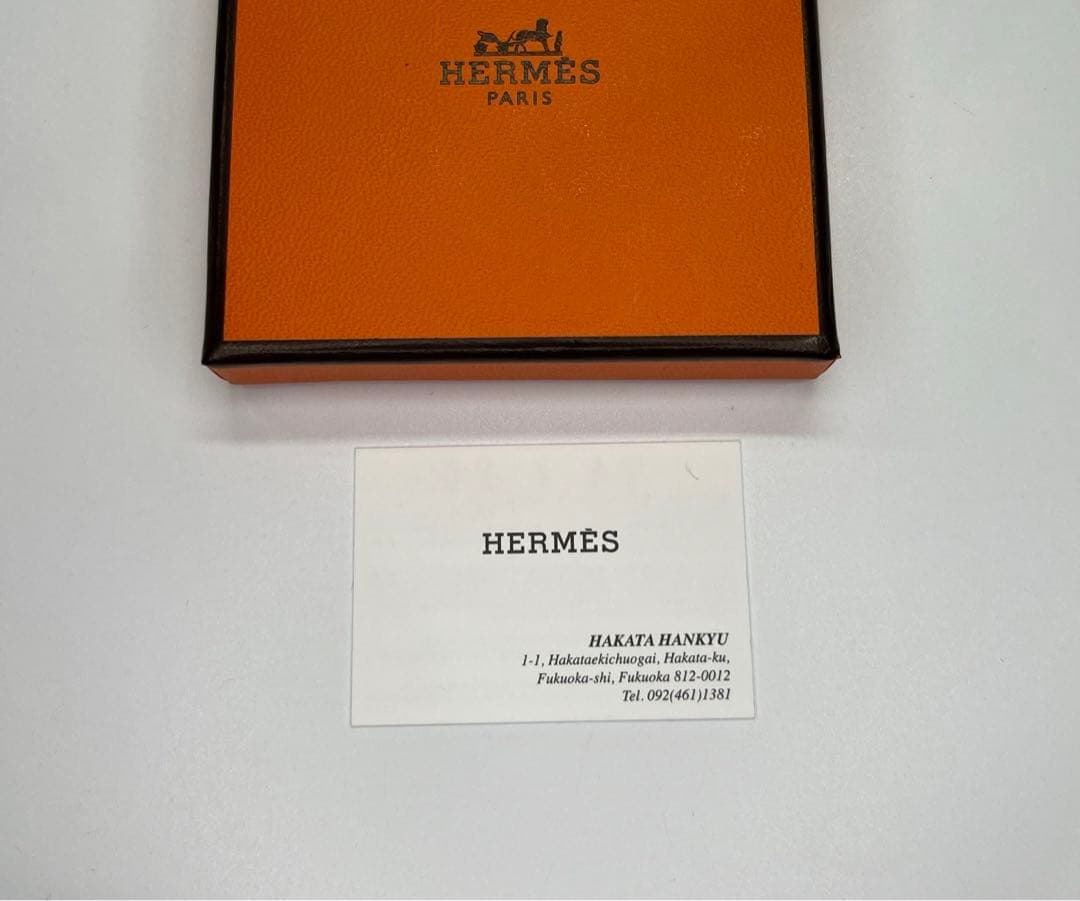 HERMÈS
PARIS
HERMÈS
HAKATA HANKYU
1-1, Hakataekichuogai, Hakata-ku,
Fukuoka-shi, Fukuoka 812-0012
Tel. 092(461)1381